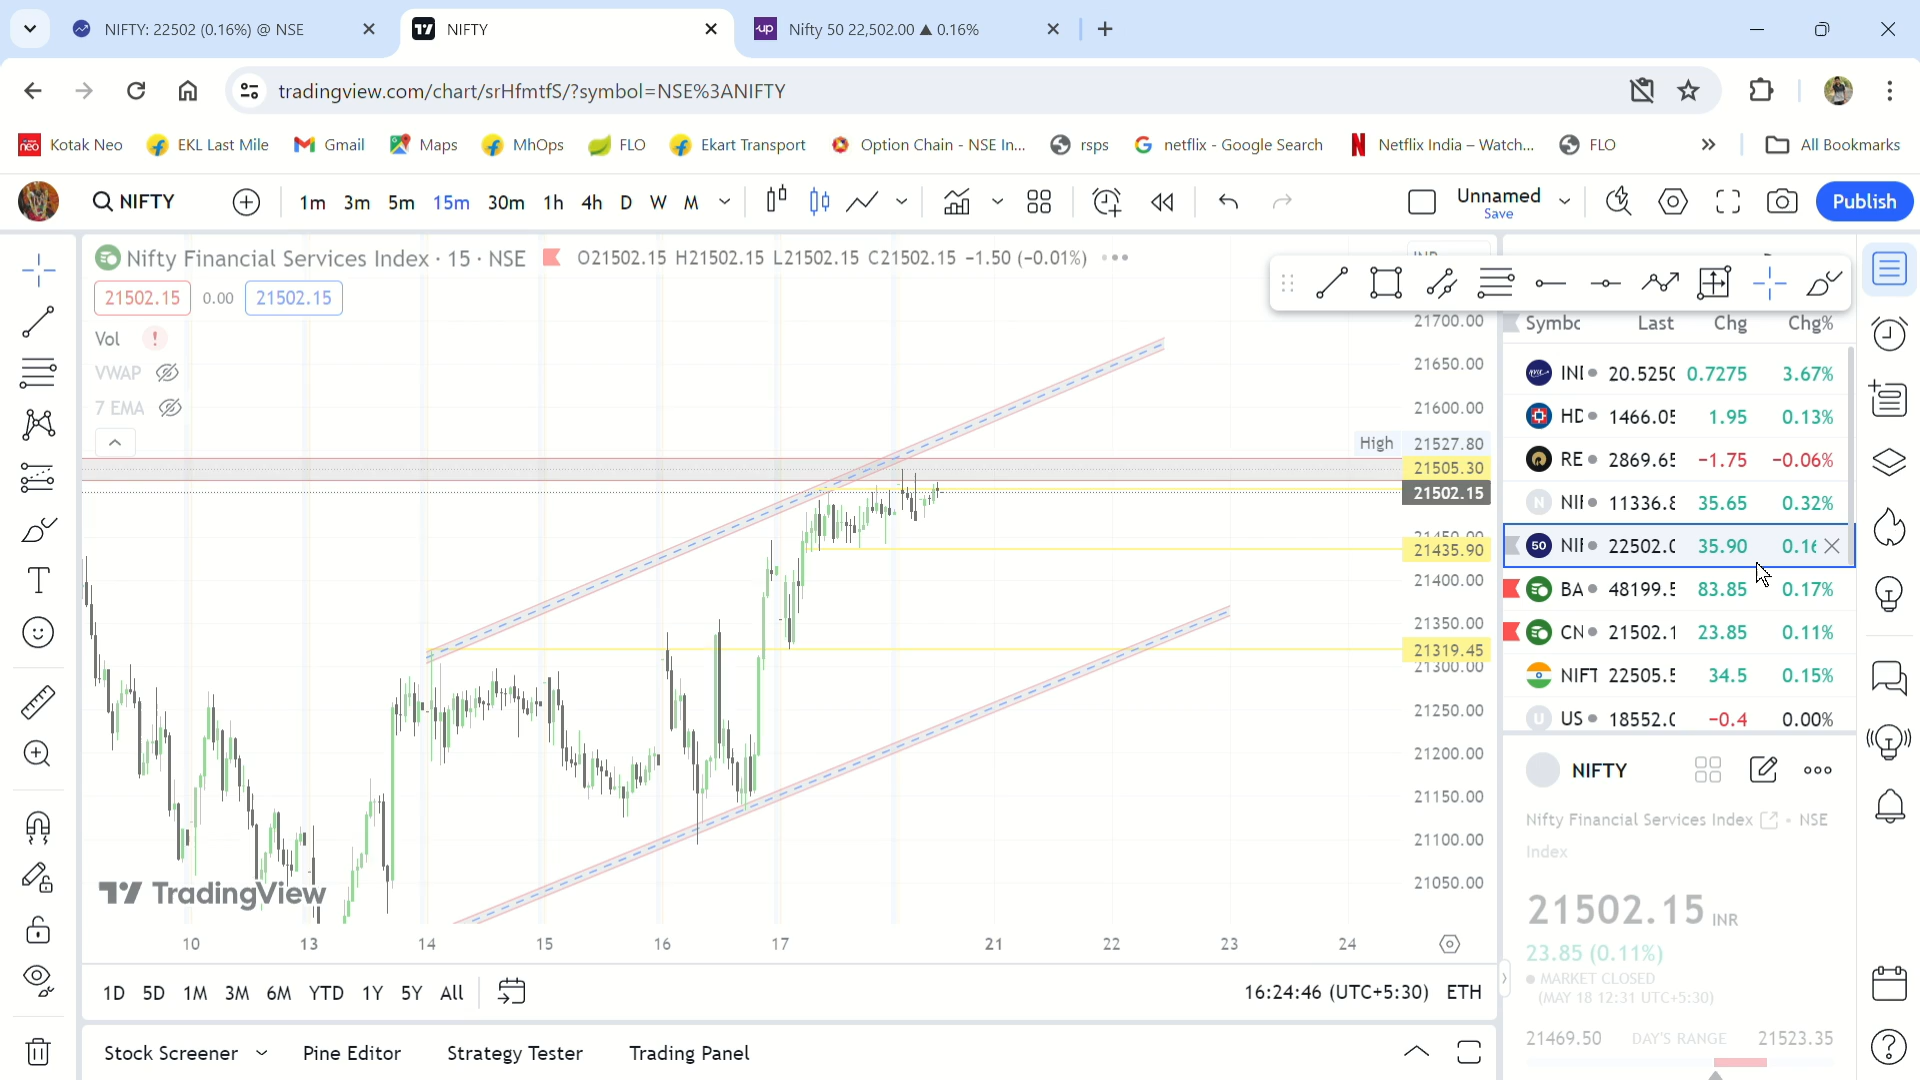 NIFTY: 22502 (0.16%) @ NSE
NIFTY
Nifty 50 22,502.00 ▲ 0.16%
tradingview.com/chart/srHfmtfS/?symbol=NSE%3ANIFTY
Kotak Neo
EKL Last Mile
Gmail
Maps
MhOps
FLO
Ekart Transport
Option Chain - NSE In...
rsps
netflix - Google Search
Netflix India – Watch...
FLO
All Bookmarks
NIFTY
1m 3m 5m 15m 30m 1h 4h D W M
Unnamed
Save
Publish
Nifty Financial Services Index · 15 · NSE
O21502.15 H21502.15 L21502.15 C21502.15 −1.50 (−0.01%)
21502.15 0.00 21502.15
Vol
VWAP
7 EMA
21700.00
21650.00
21600.00
High 21527.80
21505.30
21502.15
21435.90
21400.00
21350.00
21319.45
21300.00
21250.00
21200.00
21150.00
21100.00
21050.00
TradingView
10 13 14 15 16 17 21 22 23 24
1D 5D 1M 3M 6M YTD 1Y 5Y All
16:24:46 (UTC+5:30) ETH
Stock Screener
Pine Editor
Strategy Tester
Trading Panel
Symbc Last Chg Chg%
INI 20.525( 0.7275 3.67%
HD 1466.05 1.95 0.13%
RE 2869.65 −1.75 −0.06%
N NIF 11336.8 35.65 0.32%
50 NIF 22502.0 35.90 0.16
BA 48199.5 83.85 0.17%
CN 21502.1 23.85 0.11%
NIFT 22505.5 34.5 0.15%
U US 18552.0 −0.4 0.00%
NIFTY
Nifty Financial Services Index • NSE
Index
21502.15 INR
23.85 (0.11%)
MARKET CLOSED
(MAY 18 12:31 UTC+5:30)
21469.50 DAY'S RANGE 21523.35